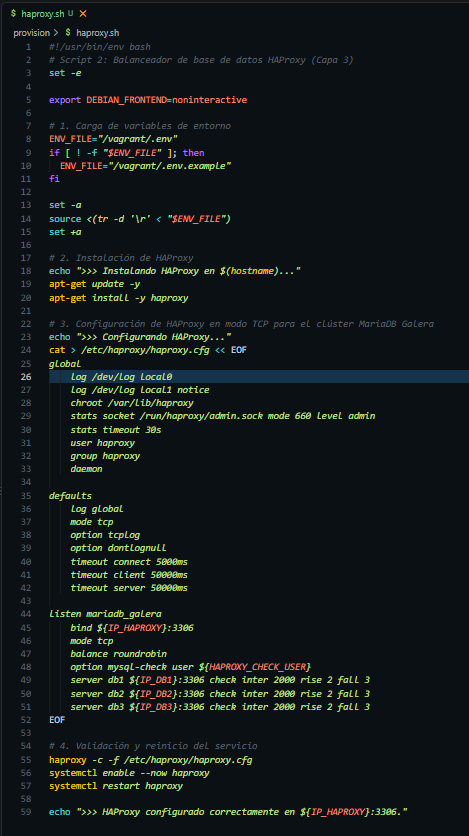 $ haproxy.sh U ×
provision > $ haproxy.sh
1 #!/usr/bin/env bash
2 # Script 2: Balanceador de base de datos HAProxy (Capa 3)
3 set -e
4
5 export DEBIAN_FRONTEND=noninteractive
6
7 # 1. Carga de variables de entorno
8 ENV_FILE="/vagrant/.env"
9 if [ ! -f "$ENV_FILE" ]; then
10     ENV_FILE="/vagrant/.env.example"
11 fi
12
13 set -a
14 source <(tr -d '\r' < "$ENV_FILE")
15 set +a
16
17 # 2. Instalación de HAProxy
18 echo ">>> Instalando HAProxy en $(hostname)..."
19 apt-get update -y
20 apt-get install -y haproxy
21
22 # 3. Configuración de HAProxy en modo TCP para el clúster MariaDB Galera
23 echo ">>> Configurando HAProxy..."
24 cat > /etc/haproxy/haproxy.cfg << EOF
25 global
26     log /dev/log local0
27     log /dev/log local1 notice
28     chroot /var/lib/haproxy
29     stats socket /run/haproxy/admin.sock mode 660 level admin
30     stats timeout 30s
31     user haproxy
32     group haproxy
33     daemon
34
35 defaults
36     log global
37     mode tcp
38     option tcplog
39     option dontlognull
40     timeout connect 5000ms
41     timeout client 50000ms
42     timeout server 50000ms
43
44 listen mariadb_galera
45     bind ${IP_HAPROXY}:3306
46     mode tcp
47     balance roundrobin
48     option mysql-check user ${HAPROXY_CHECK_USER}
49     server db1 ${IP_DB1}:3306 check inter 2000 rise 2 fall 3
50     server db2 ${IP_DB2}:3306 check inter 2000 rise 2 fall 3
51     server db3 ${IP_DB3}:3306 check inter 2000 rise 2 fall 3
52 EOF
53
54 # 4. Validación y reinicio del servicio
55 haproxy -c -f /etc/haproxy/haproxy.cfg
56 systemctl enable --now haproxy
57 systemctl restart haproxy
58
59 echo ">>> HAProxy configurado correctamente en ${IP_HAPROXY}:3306."